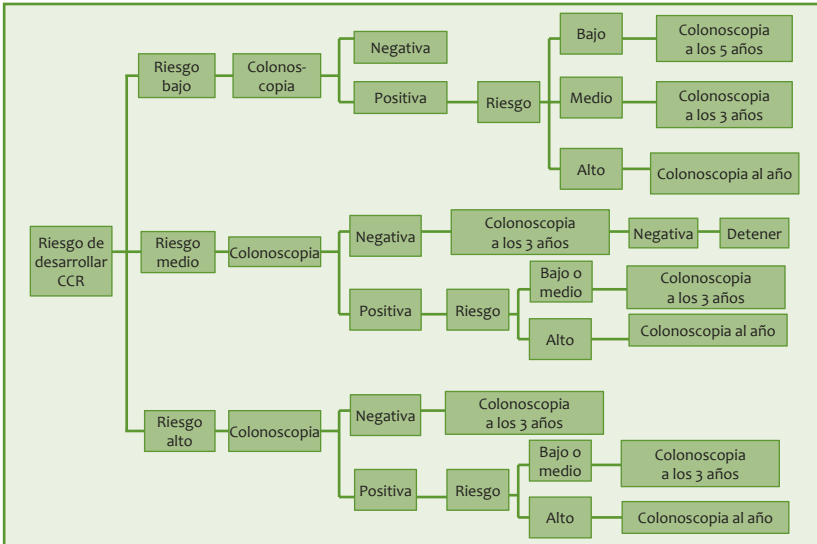 Riesgo de
desarrollar
CCR
Riesgo
bajo
Colonos-
copia
Negativa
Positiva
Riesgo
Bajo
Colonoscopia
a los 5 años
Medio
Colonoscopia
a los 3 años
Alto
Colonoscopia al año
Riesgo
medio
Colonoscopia
Negativa
Colonoscopia
a los 3 años
Negativa
Detener
Positiva
Riesgo
Bajo o
medio
Colonoscopia
a los 3 años
Alto
Colonoscopia al año
Riesgo
alto
Colonoscopia
Negativa
Colonoscopia
a los 3 años
Positiva
Riesgo
Bajo o
medio
Colonoscopia
a los 3 años
Alto
Colonoscopia al año